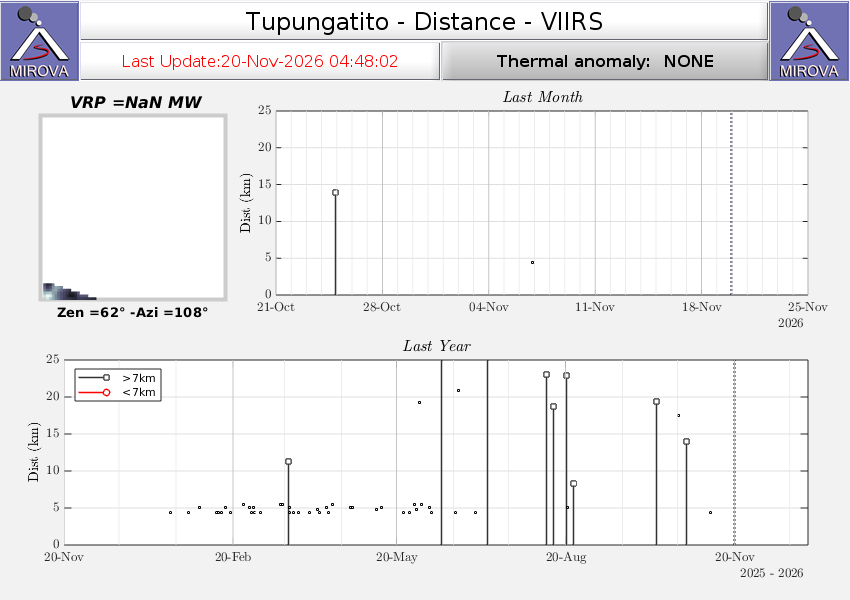 MIROVA
Tupungatito - Distance - VIIRS
MIROVA
Last Update:20-Nov-2026 04:48:02
Thermal anomaly: NONE
VRP =NaN MW
Zen =62° -Azi =108°
Last Month
Dist (km)
25
20
15
10
5
0
21-Oct
28-Oct
04-Nov
11-Nov
18-Nov
25-Nov
2026
Last Year
Dist (km)
25
20
15
10
5
0
>7km
<7km
20-Nov
20-Feb
20-May
20-Aug
20-Nov
2025 - 2026